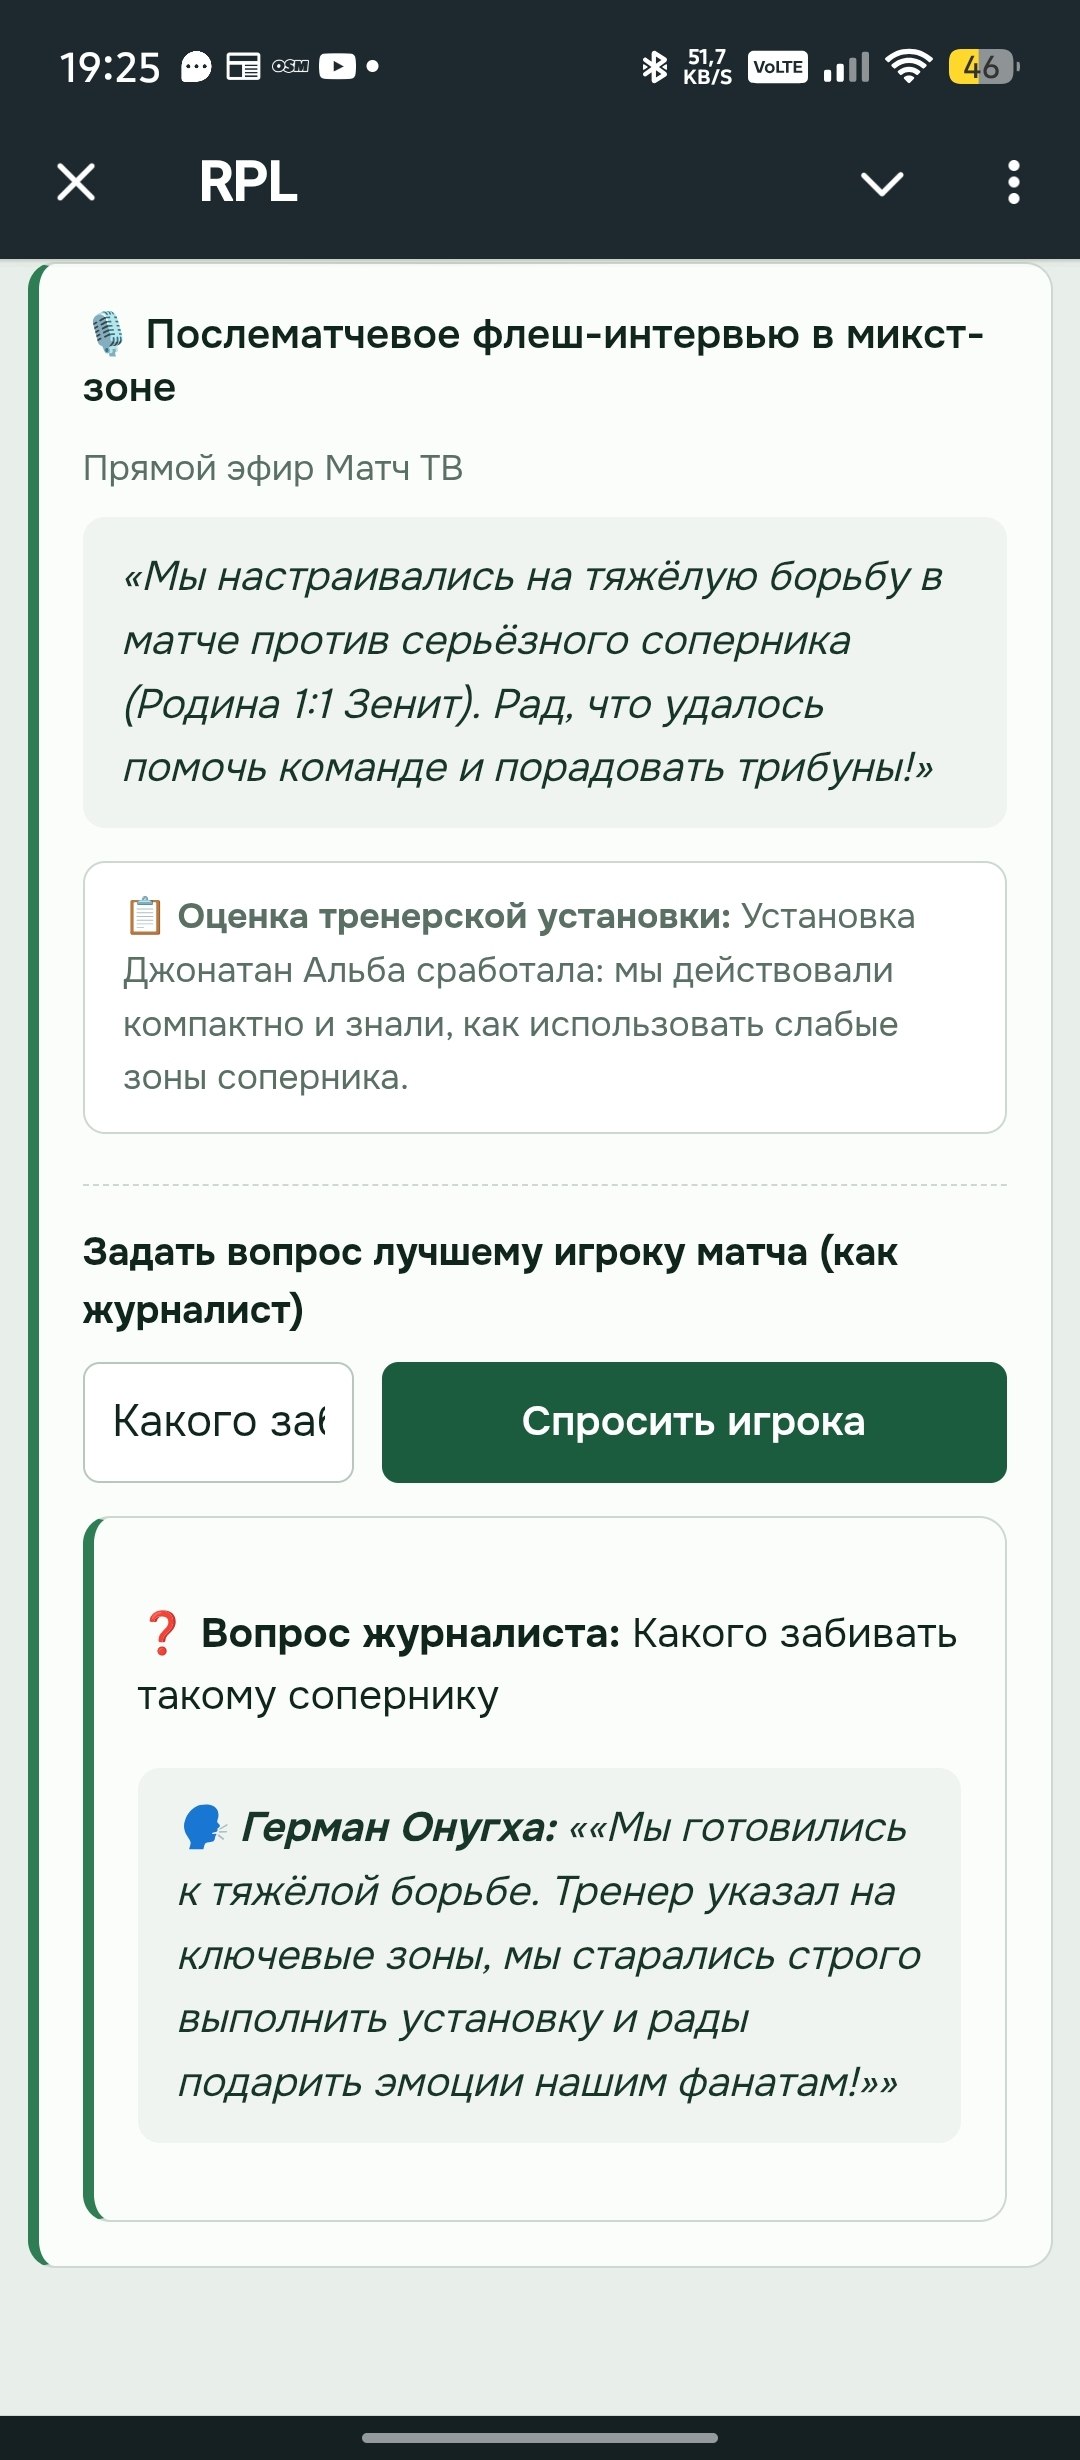 19:25 OSM 51,7 KB/S VoLTE 46
RPL
Послематчевое флеш-интервью в микст-
зоне
Прямой эфир Матч ТВ
«Мы настраивались на тяжёлую борьбу в
матче против серьёзного соперника
(Родина 1:1 Зенит). Рад, что удалось
помочь команде и порадовать трибуны!»
Оценка тренерской установки: Установка
Джонатан Альба сработала: мы действовали
компактно и знали, как использовать слабые
зоны соперника.
Задать вопрос лучшему игроку матча (как
журналист)
Какого заб
Спросить игрока
❓ Вопрос журналиста: Какого забивать
такому сопернику
Герман Онугха: ««Мы готовились
к тяжёлой борьбе. Тренер указал на
ключевые зоны, мы старались строго
выполнить установку и рады
подарить эмоции нашим фанатам!»»